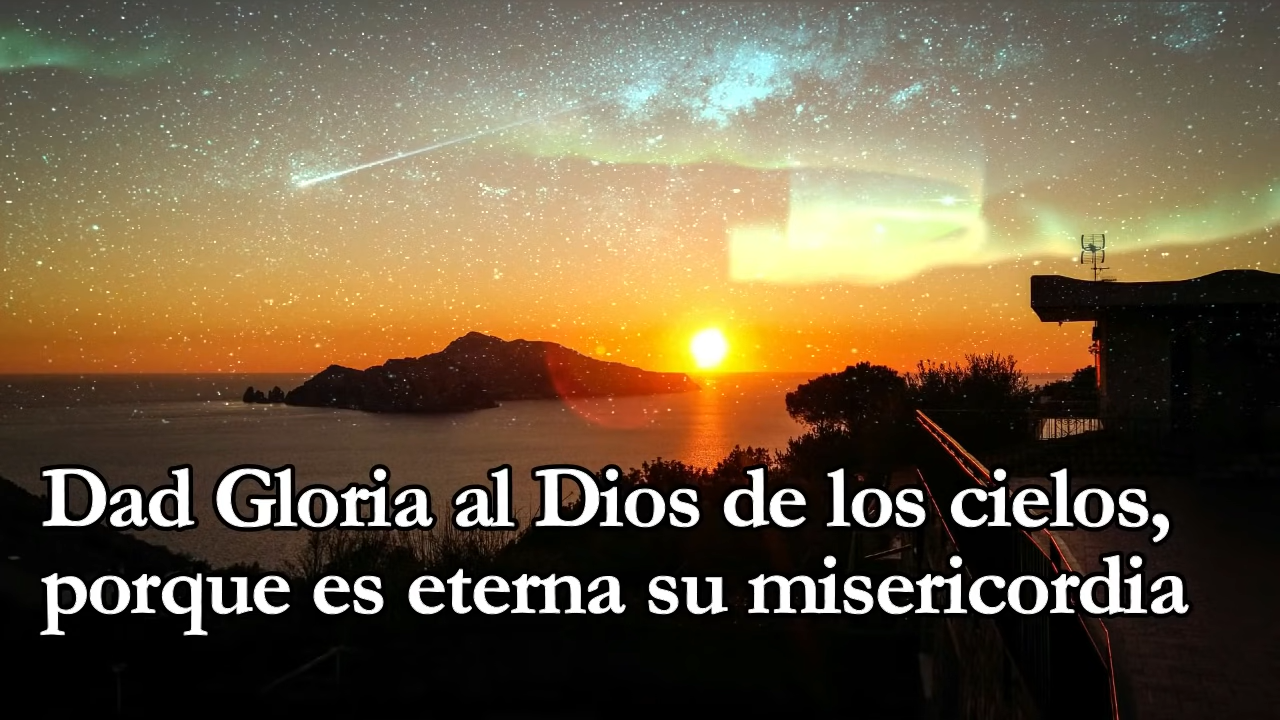 Dad Gloria al Dios de los cielos,
porque es eterna su misericordia